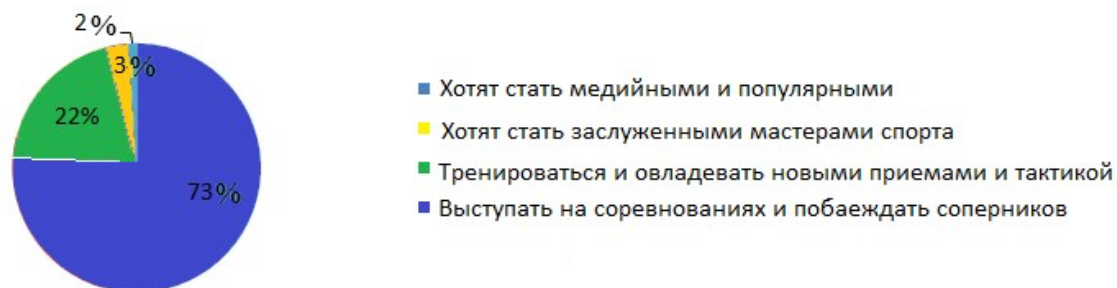 2%
3%
22%
73%
Хотят стать медийными и популярными
Хотят стать заслуженными мастерами спорта
Тренироваться и овладевать новыми приемами и тактикой
Выступать на соревнованиях и побаеждать соперников